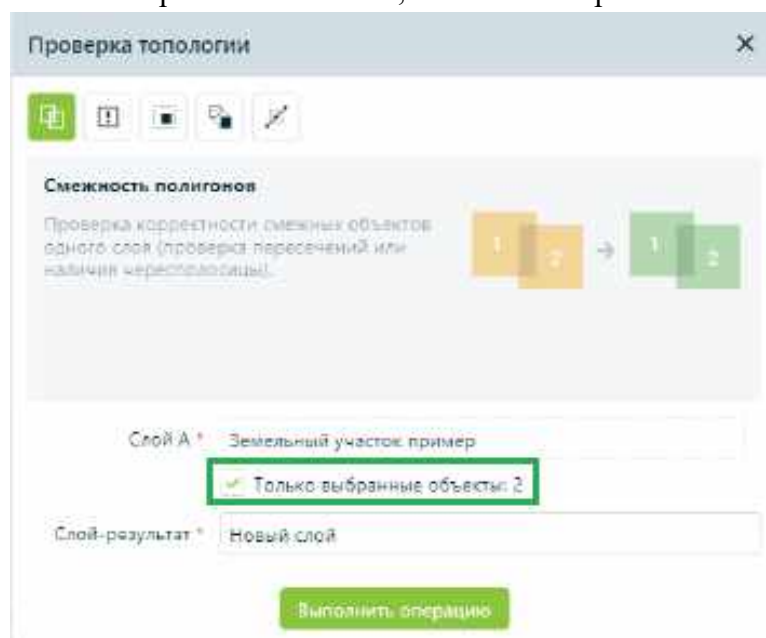 Проверка топологии
Смежность полигонов
Проверка корректности смежных объектов
одного слоя (проверка пересечений или
наличия чересполосицы).
1 2 → 1 2
Слой А * Земельный участок пример
Только выбранные объекты: 2
Слой-результат * Новый слой
Выполнить операцию